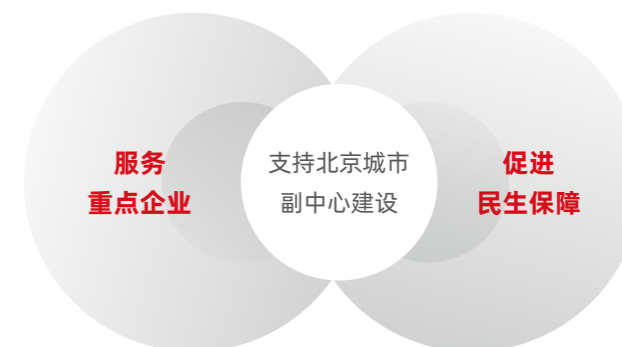 服务
重点企业
支持北京城市
副中心建设
促进
民生保障